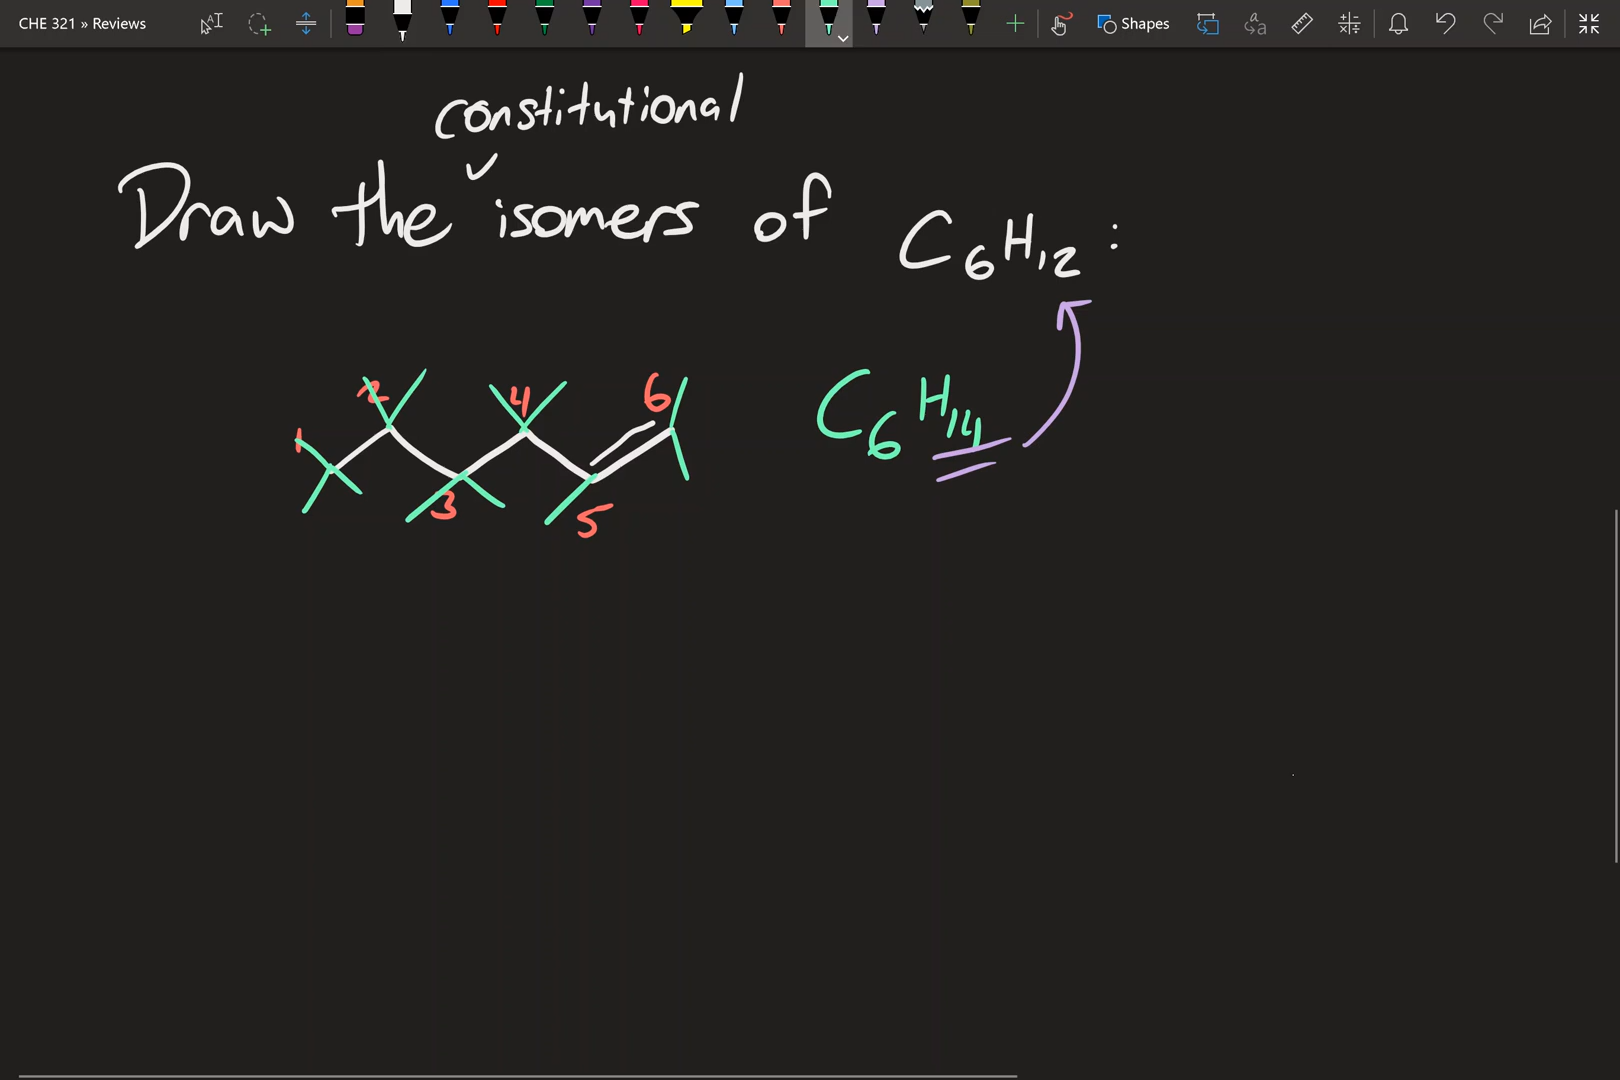 CHE 321 » Reviews
Shapes
constitutional
Draw the isomers of C₆H₁₂:
2 4 6
C₆H₁₄
1
3 5